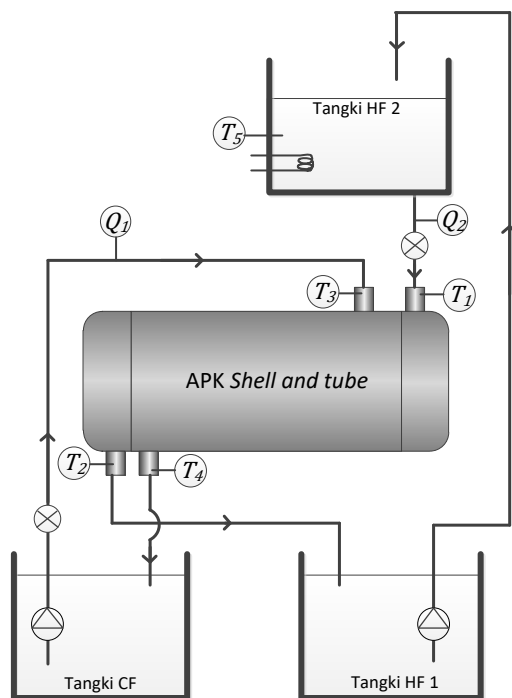 Tangki HF 2
T5
Q1
Q2
T3
T1
APK Shell and tube
T2
T4
Tangki CF
Tangki HF 1